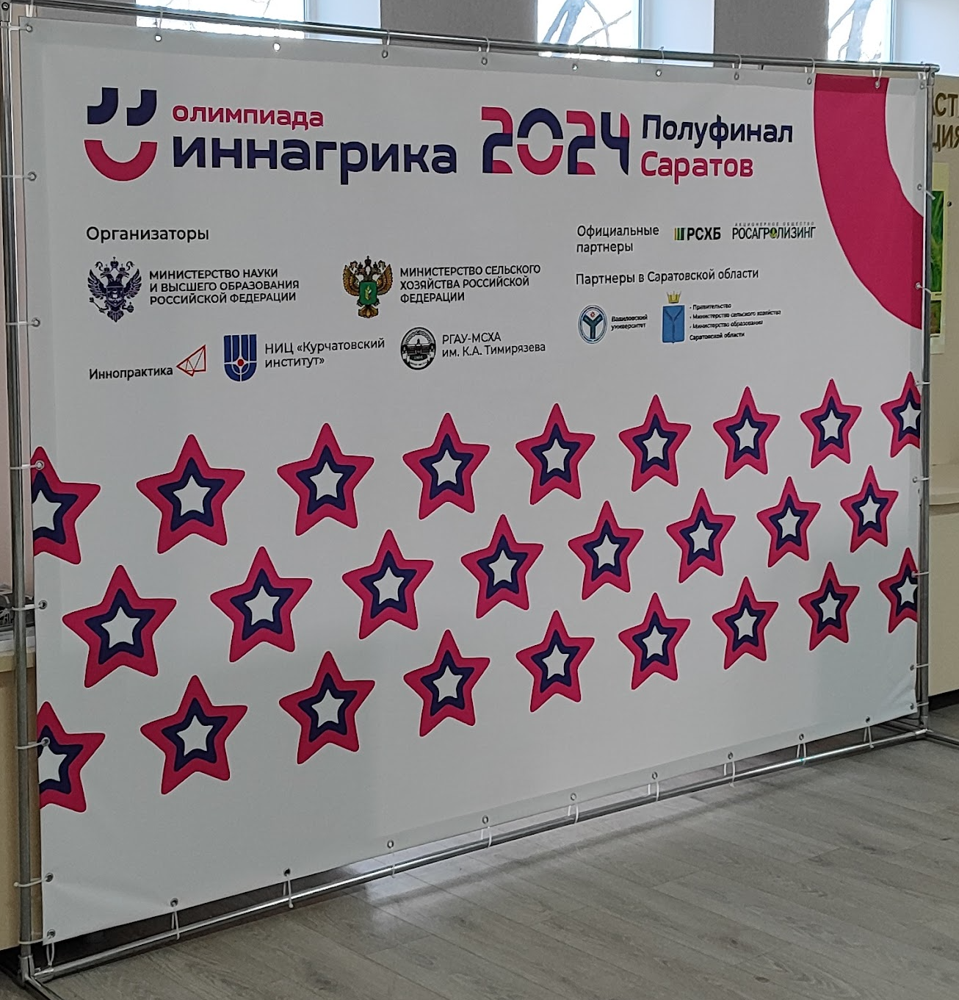 олимпиада
иннагрика
2024
Полуфинал
Саратов
Организаторы
МИНИСТЕРСТВО НАУКИ
И ВЫСШЕГО ОБРАЗОВАНИЯ
РОССИЙСКОЙ ФЕДЕРАЦИИ
МИНИСТЕРСТВО СЕЛЬСКОГО
ХОЗЯЙСТВА РОССИЙСКОЙ
ФЕДЕРАЦИИ
Иннопрактика
НИЦ «Курчатовский
институт»
РГАУ-МСХА
им. К.А. Тимирязева
Официальные
партнеры
РСХБ
АКЦИОНЕРНОЕ ОБЩЕСТВО
РОСАГРОЛИЗИНГ
Партнеры в Саратовской области
Вавиловский
университет
- Правительство
- Министерство сельского хозяйства
- Министерство образования
Саратовской области